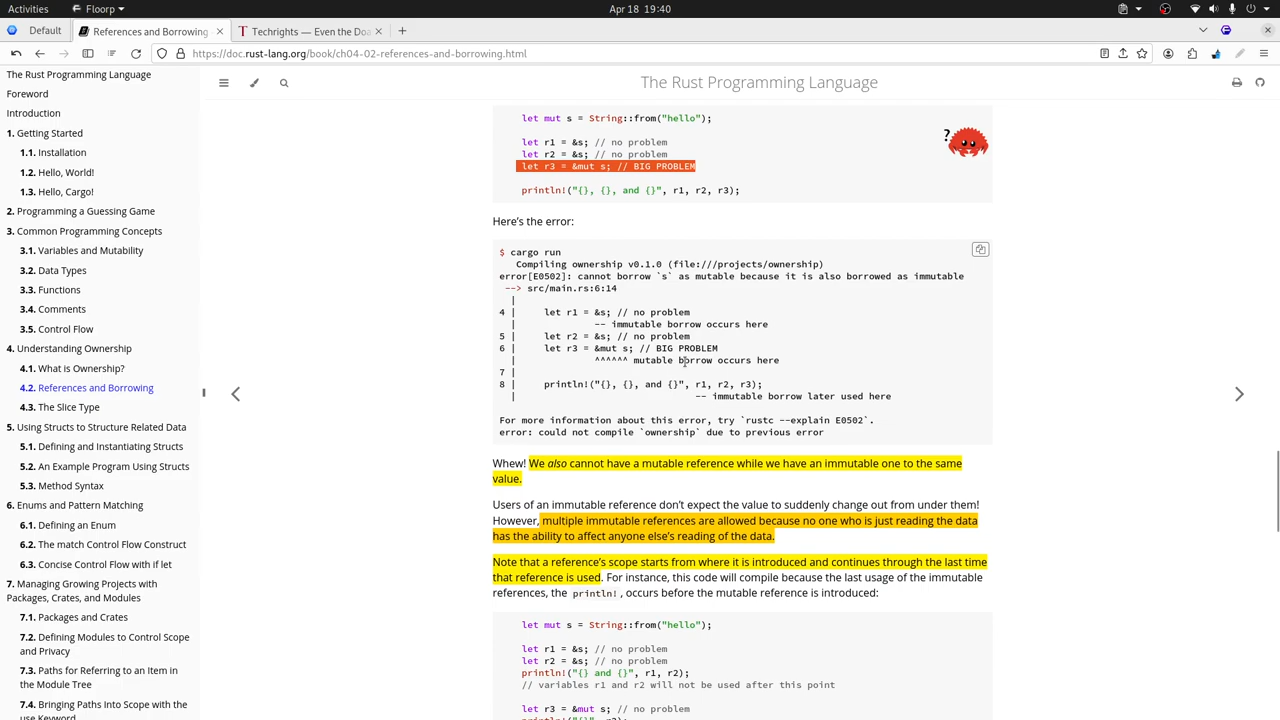 Activities Floorp Apr 18 19:40
Default References and Borrowing - Techrights — Even the Doa
https://doc.rust-lang.org/book/ch04-02-references-and-borrowing.html
The Rust Programming Language
Foreword
Introduction
1. Getting Started
1.1. Installation
1.2. Hello, World!
1.3. Hello, Cargo!
2. Programming a Guessing Game
3. Common Programming Concepts
3.1. Variables and Mutability
3.2. Data Types
3.3. Functions
3.4. Comments
3.5. Control Flow
4. Understanding Ownership
4.1. What is Ownership?
4.2. References and Borrowing
4.3. The Slice Type
5. Using Structs to Structure Related Data
5.1. Defining and Instantiating Structs
5.2. An Example Program Using Structs
5.3. Method Syntax
6. Enums and Pattern Matching
6.1. Defining an Enum
6.2. The match Control Flow Construct
6.3. Concise Control Flow with if let
7. Managing Growing Projects with
Packages, Crates, and Modules
7.1. Packages and Crates
7.2. Defining Modules to Control Scope
and Privacy
7.3. Paths for Referring to an Item in
the Module Tree
7.4. Bringing Paths Into Scope with the
use Keyword
The Rust Programming Language
let mut s = String::from("hello");
let r1 = &s; // no problem
let r2 = &s; // no problem
let r3 = &mut s; // BIG PROBLEM
println!("{}, {}, and {}", r1, r2, r3);
?
Here’s the error:
$ cargo run
Compiling ownership v0.1.0 (file:///projects/ownership)
error[E0502]: cannot borrow `s` as mutable because it is also borrowed as immutable
--> src/main.rs:6:14
|
4 | let r1 = &s; // no problem
| -- immutable borrow occurs here
5 | let r2 = &s; // no problem
6 | let r3 = &mut s; // BIG PROBLEM
| ^^^^^^ mutable borrow occurs here
7 |
8 | println!("{}, {}, and {}", r1, r2, r3);
| -- immutable borrow later used here
For more information about this error, try `rustc --explain E0502`.
error: could not compile `ownership` due to previous error
Whew! We also cannot have a mutable reference while we have an immutable one to the same
value.
Users of an immutable reference don’t expect the value to suddenly change out from under them!
However, multiple immutable references are allowed because no one who is just reading the data
has the ability to affect anyone else’s reading of the data.
Note that a reference’s scope starts from where it is introduced and continues through the last time
that reference is used. For instance, this code will compile because the last usage of the immutable
references, the println!, occurs before the mutable reference is introduced:
let mut s = String::from("hello");
let r1 = &s; // no problem
let r2 = &s; // no problem
println!("{} and {}", r1, r2);
// variables r1 and r2 will not be used after this point
let r3 = &mut s; // no problem
println!("{}", r3);